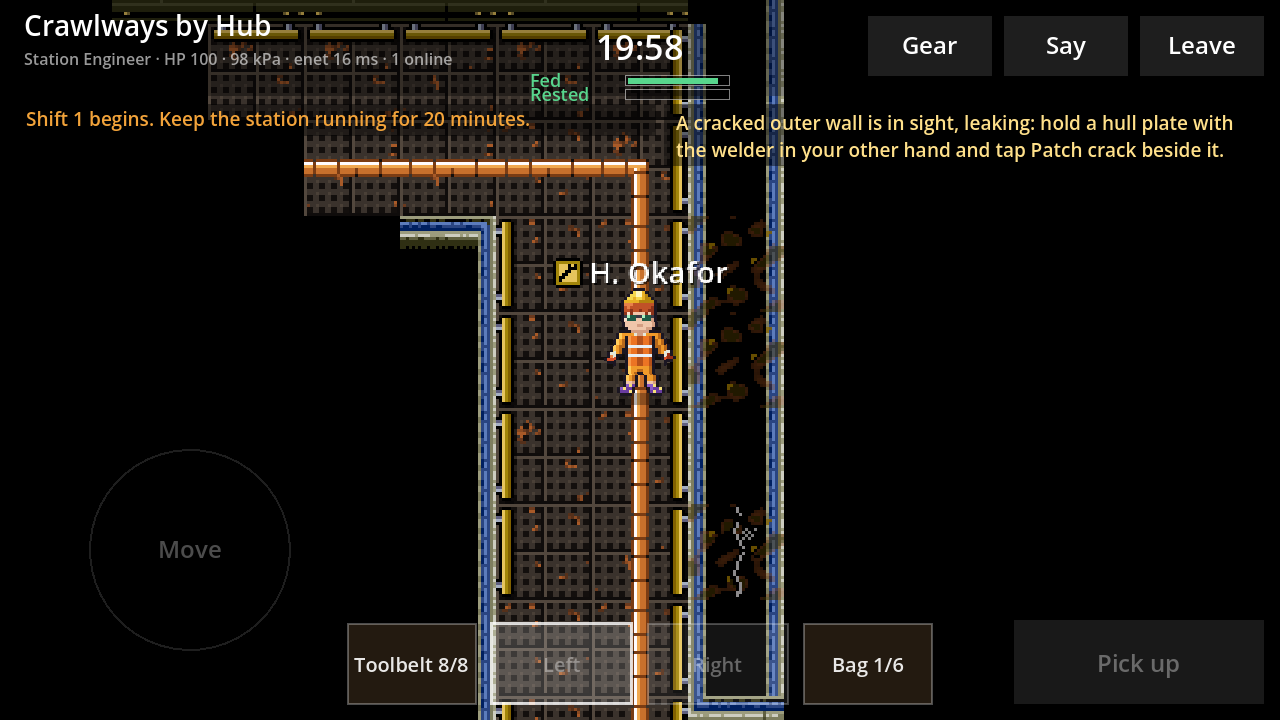 Crawlways by Hub
Station Engineer · HP 100 · 98 kPa · enet 16 ms · 1 online
19:58
Fed
Rested
Gear
Say
Leave
Shift 1 begins. Keep the station running for 20 minutes.
A cracked outer wall is in sight, leaking: hold a hull plate with
the welder in your other hand and tap Patch crack beside it.
H. Okafor
Move
Toolbelt 8/8
Left
Right
Bag 1/6
Pick up